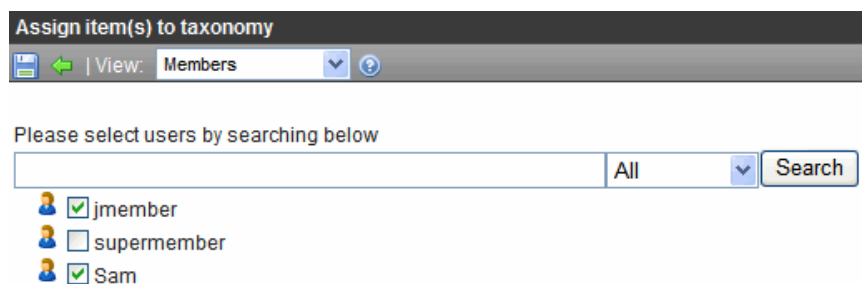 Assign item(s) to taxonomy
| View: Members
Please select users by searching below
All Search
jmember
supermember
Sam